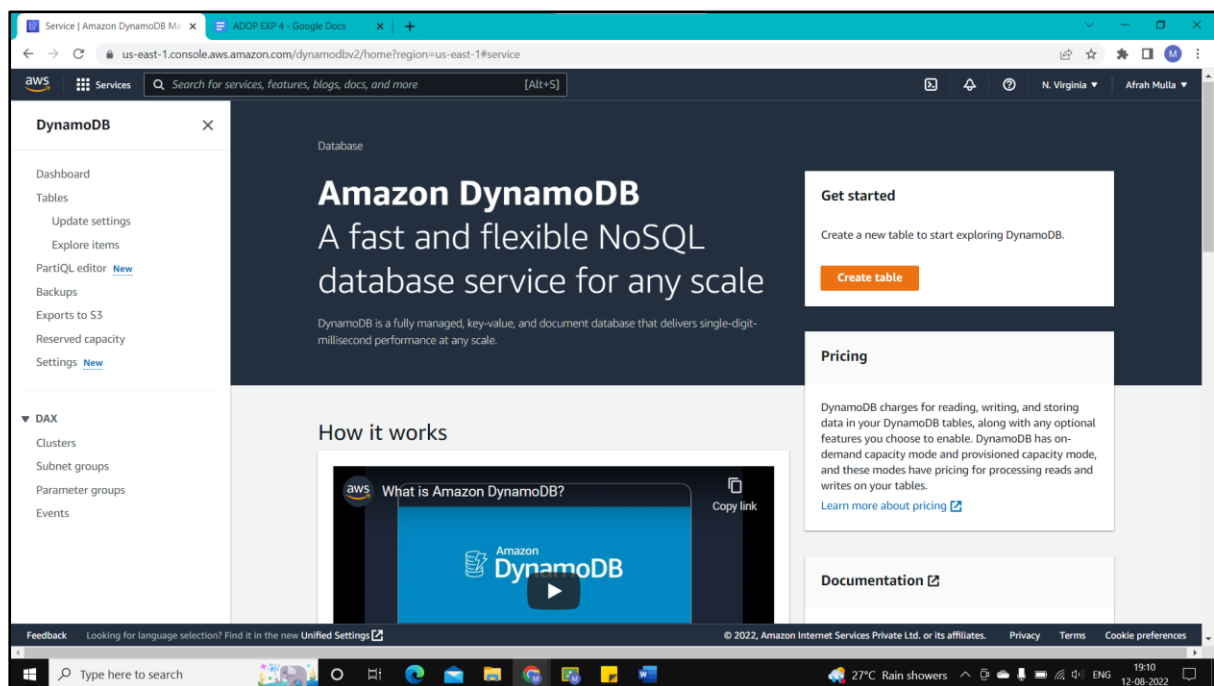 Service | Amazon DynamoDB Ma
ADOP EXP 4 - Google Docs
us-east-1.console.aws.amazon.com/dynamodbv2/home?region=us-east-1#service
M
aws
Services
Search for services, features, blogs, docs, and more
[Alt+S]
N. Virginia
Afrah Mulla
DynamoDB
Dashboard
Tables
Update settings
Explore items
PartiQL editor New
Backups
Exports to S3
Reserved capacity
Settings New
DAX
Clusters
Subnet groups
Parameter groups
Events
Database
Amazon DynamoDB
A fast and flexible NoSQL
database service for any scale
DynamoDB is a fully managed, key-value, and document database that delivers single-digit-
millisecond performance at any scale.
Get started
Create a new table to start exploring DynamoDB.
Create table
Pricing
DynamoDB charges for reading, writing, and storing
data in your DynamoDB tables, along with any optional
features you choose to enable. DynamoDB has on-
demand capacity mode and provisioned capacity mode,
and these modes have pricing for processing reads and
writes on your tables.
Learn more about pricing
How it works
aws
What is Amazon DynamoDB?
Copy link
Amazon
DynamoDB
Documentation
Feedback
Looking for language selection? Find it in the new Unified Settings
© 2022, Amazon Internet Services Private Ltd. or its affiliates.
Privacy
Terms
Cookie preferences
Type here to search
27°C Rain showers
ENG
19:10
12-08-2022